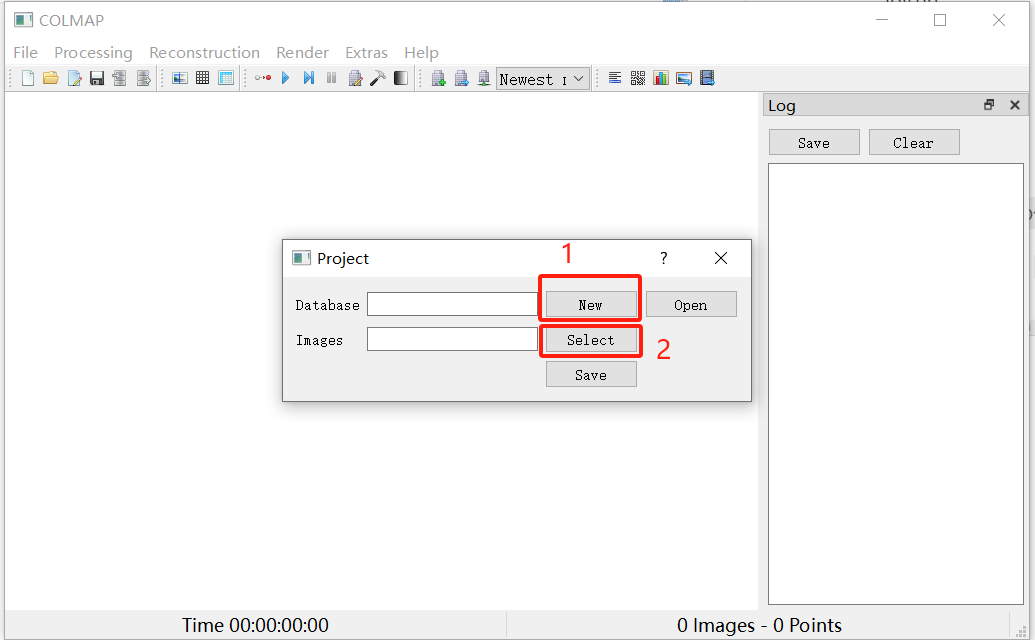 COLMAP
File Processing Reconstruction Render Extras Help
Newest
Log
Save Clear
1
Project ?
Database New Open
Images Select 2
Save
Time 00:00:00:00 0 Images - 0 Points